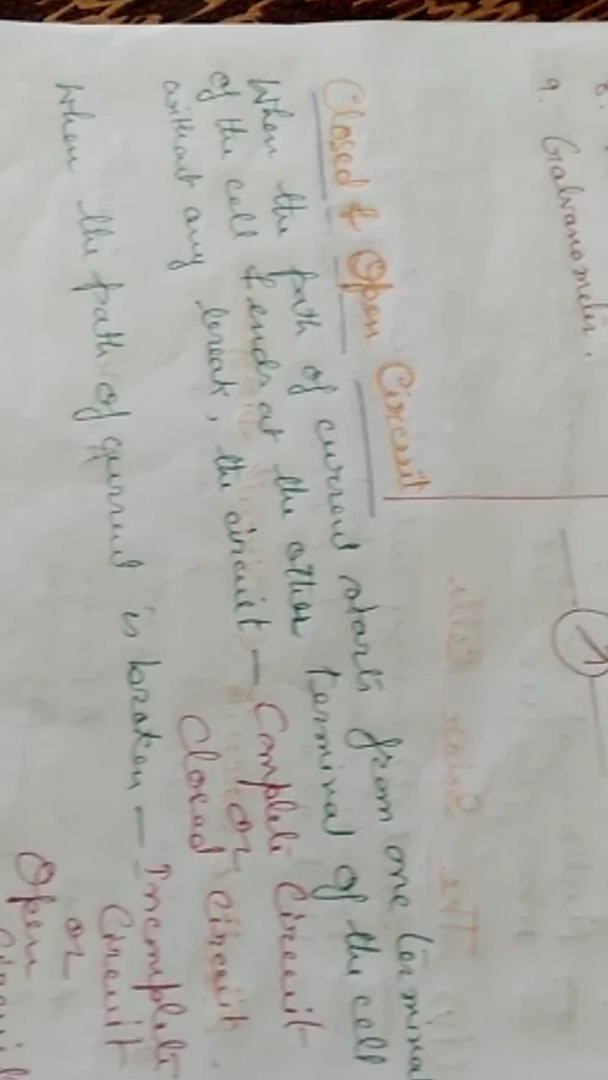 9. Galvanometer.
Closed & Open Circuit
When the path of current starts from one terminal
of the cell & ends at the other terminal of the cell
without any break, the circuit – Complete Circuit
or
Closed Circuit.
When the path of current is broken – Incomplete
Circuit
or
Open